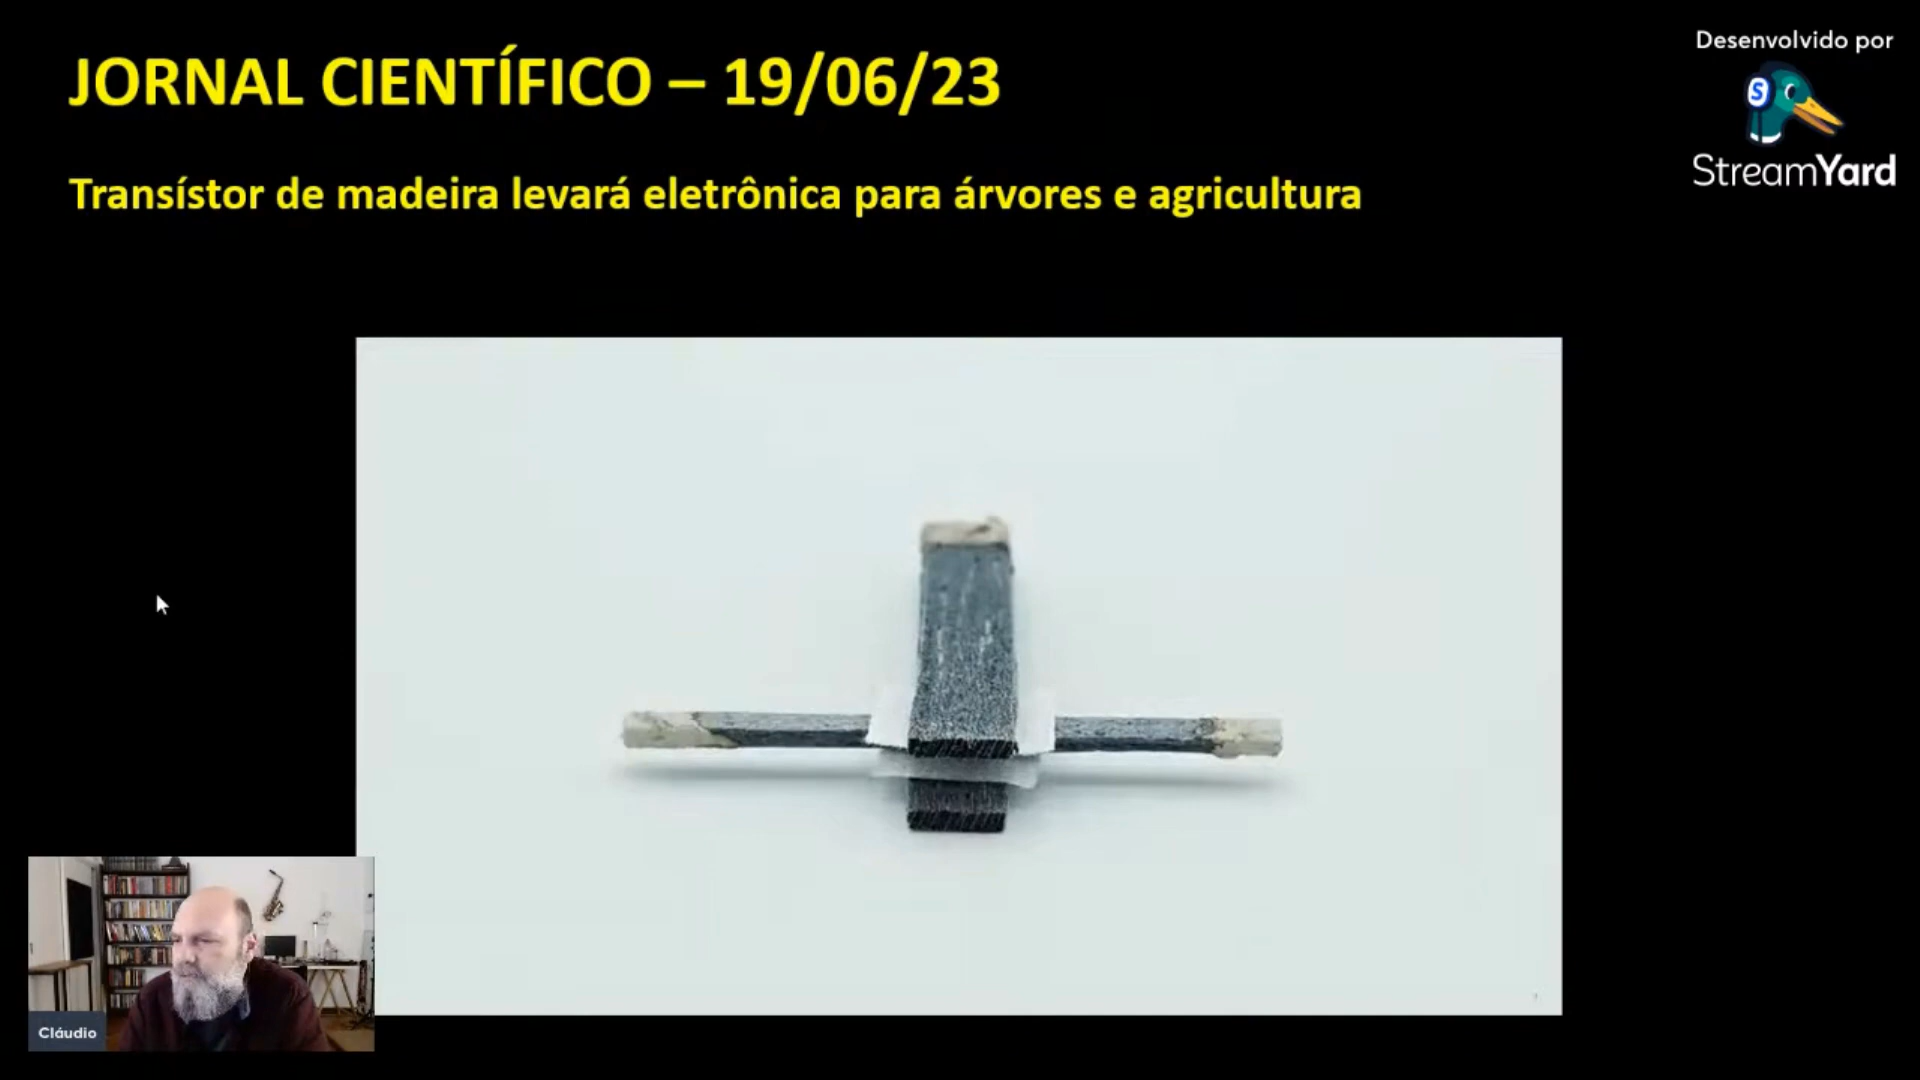 JORNAL CIENTÍFICO – 19/06/23
Desenvolvido por
S
StreamYard
Transístor de madeira levará eletrônica para árvores e agricultura
Cláudio